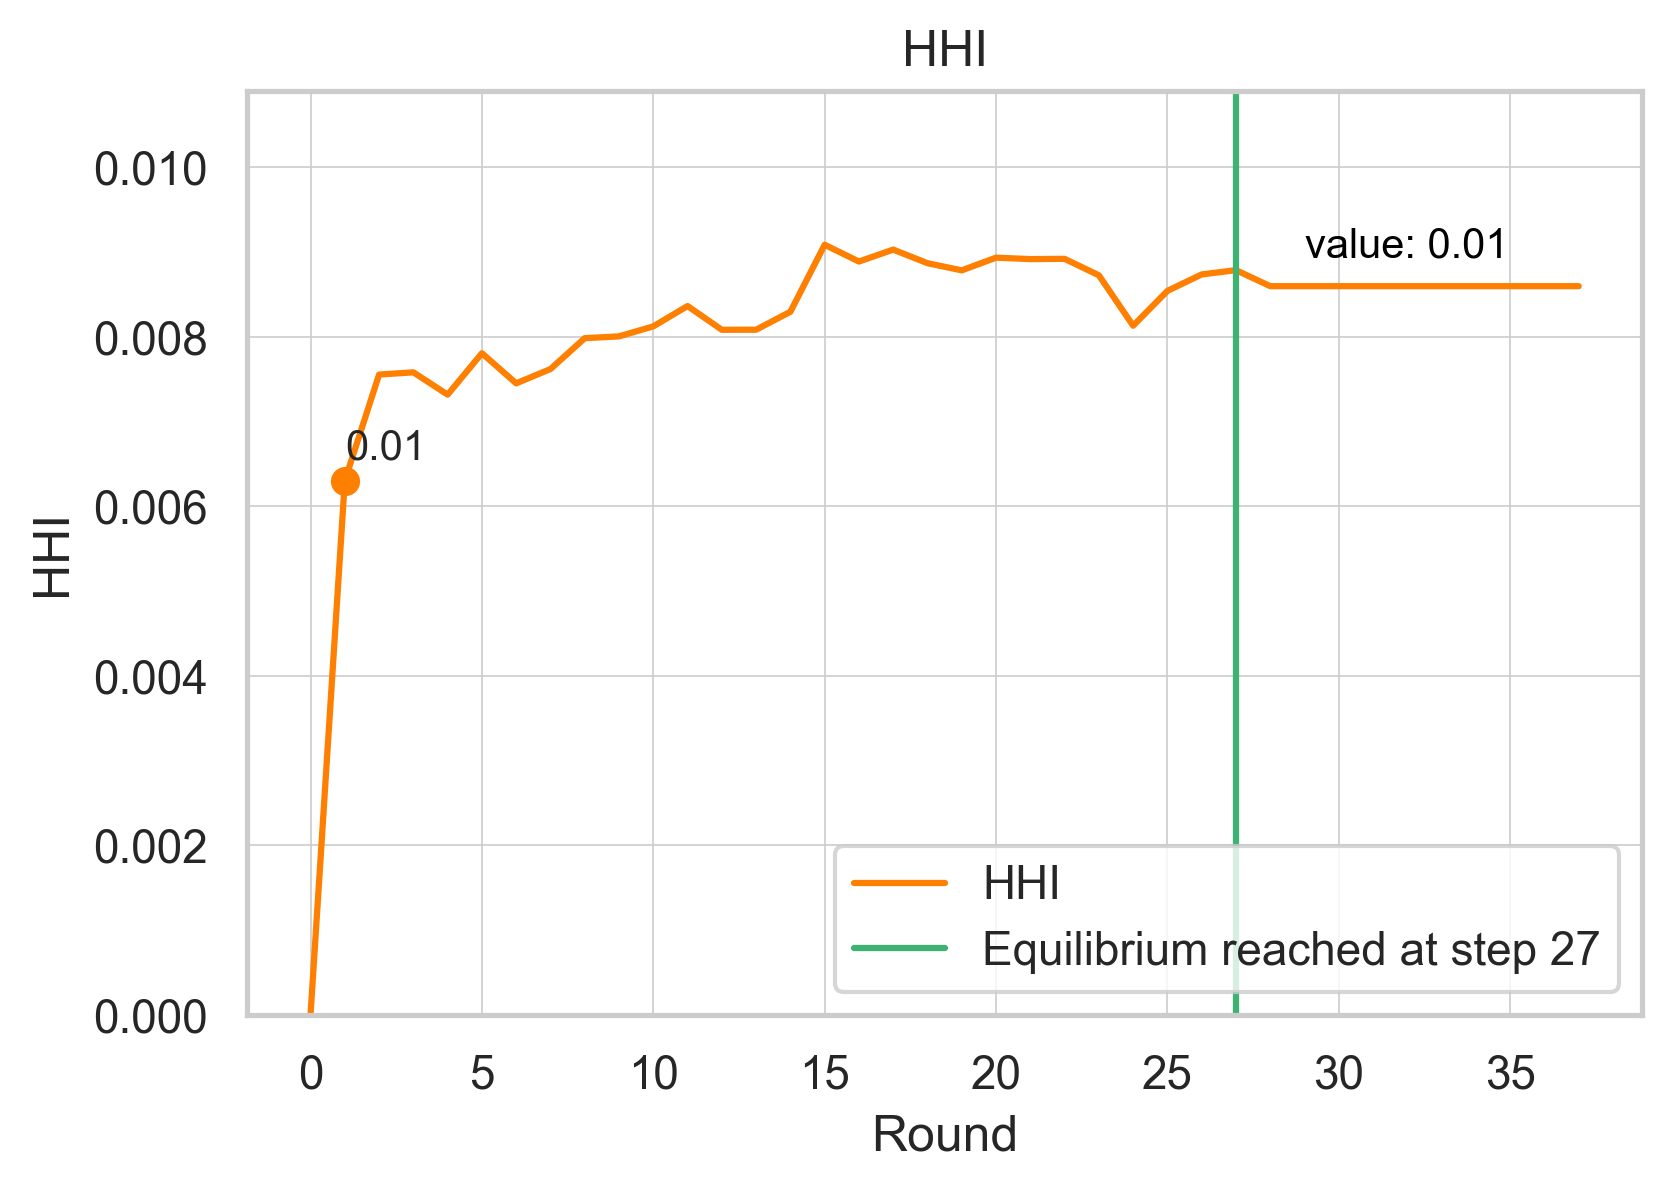 HHI
0.010
0.008
0.006
0.004
0.002
0.000
HHI
value: 0.01
0.01
HHI
Equilibrium reached at step 27
0 5 10 15 20 25 30 35
Round